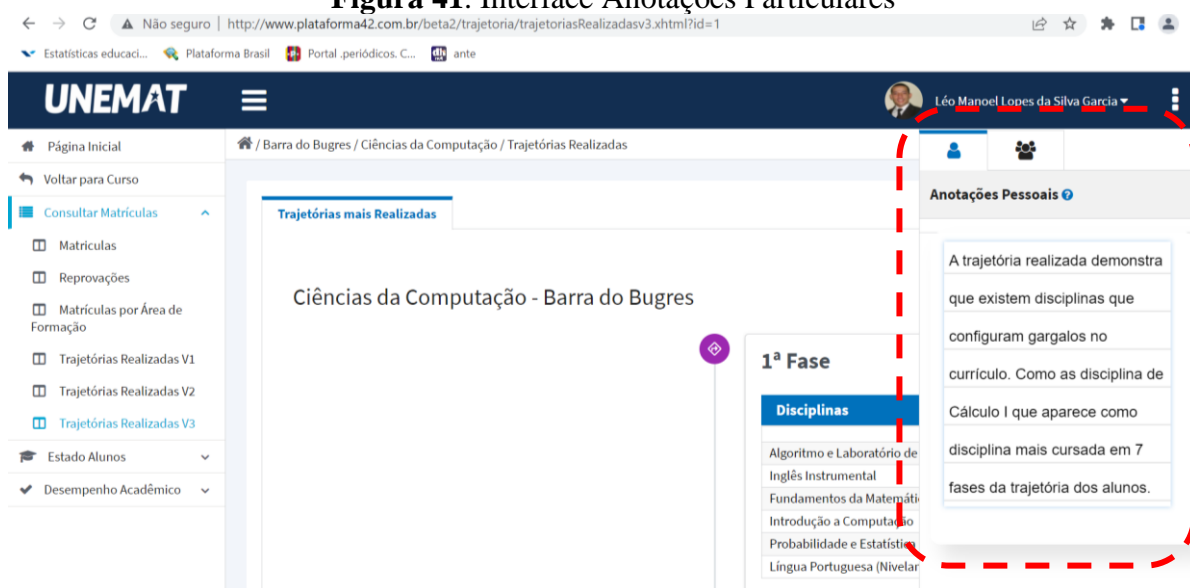 Figura 41: Interface Anotações Particulares
Não seguro | http://www.plataforma42.com.br/beta2/trajetoria/trajetoriasRealizadasv3.xhtml?id=1
Estatísticas educaci... Plataforma Brasil Portal .periódicos. C... ante
UNEMAT
Léo Manoel Lopes da Silva Garcia
Página Inicial
Voltar para Curso
Consultar Matrículas
Matriculas
Reprovações
Matrículas por Área de
Formação
Trajetórias Realizadas V1
Trajetórias Realizadas V2
Trajetórias Realizadas V3
Estado Alunos
Desempenho Acadêmico
/ Barra do Bugres / Ciências da Computação / Trajetórias Realizadas
Trajetórias mais Realizadas
Ciências da Computação - Barra do Bugres
1ª Fase
Disciplinas
Algoritmo e Laboratório de
Inglês Instrumental
Fundamentos da Matemáti
Introdução a Computação
Probabilidade e Estatística
Língua Portuguesa (Nivelar
Anotações Pessoais
A trajetória realizada demonstra
que existem disciplinas que
configuram gargalos no
currículo. Como as disciplina de
Cálculo I que aparece como
disciplina mais cursada em 7
fases da trajetória dos alunos.